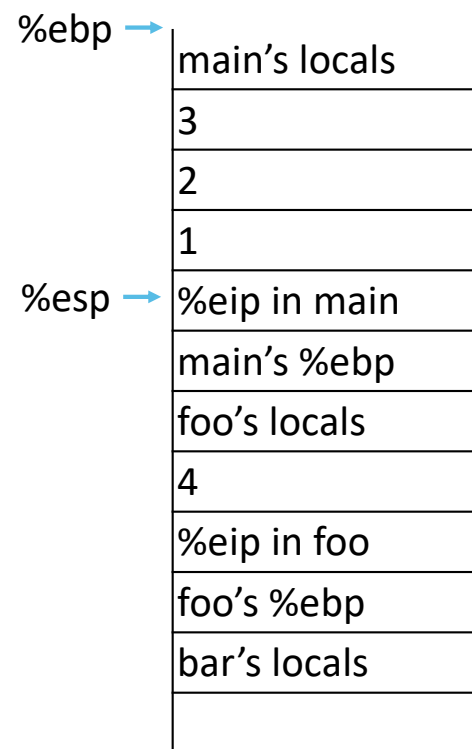 %ebp
main’s locals
3
2
1
%esp
%eip in main
main’s %ebp
foo’s locals
4
%eip in foo
foo’s %ebp
bar’s locals